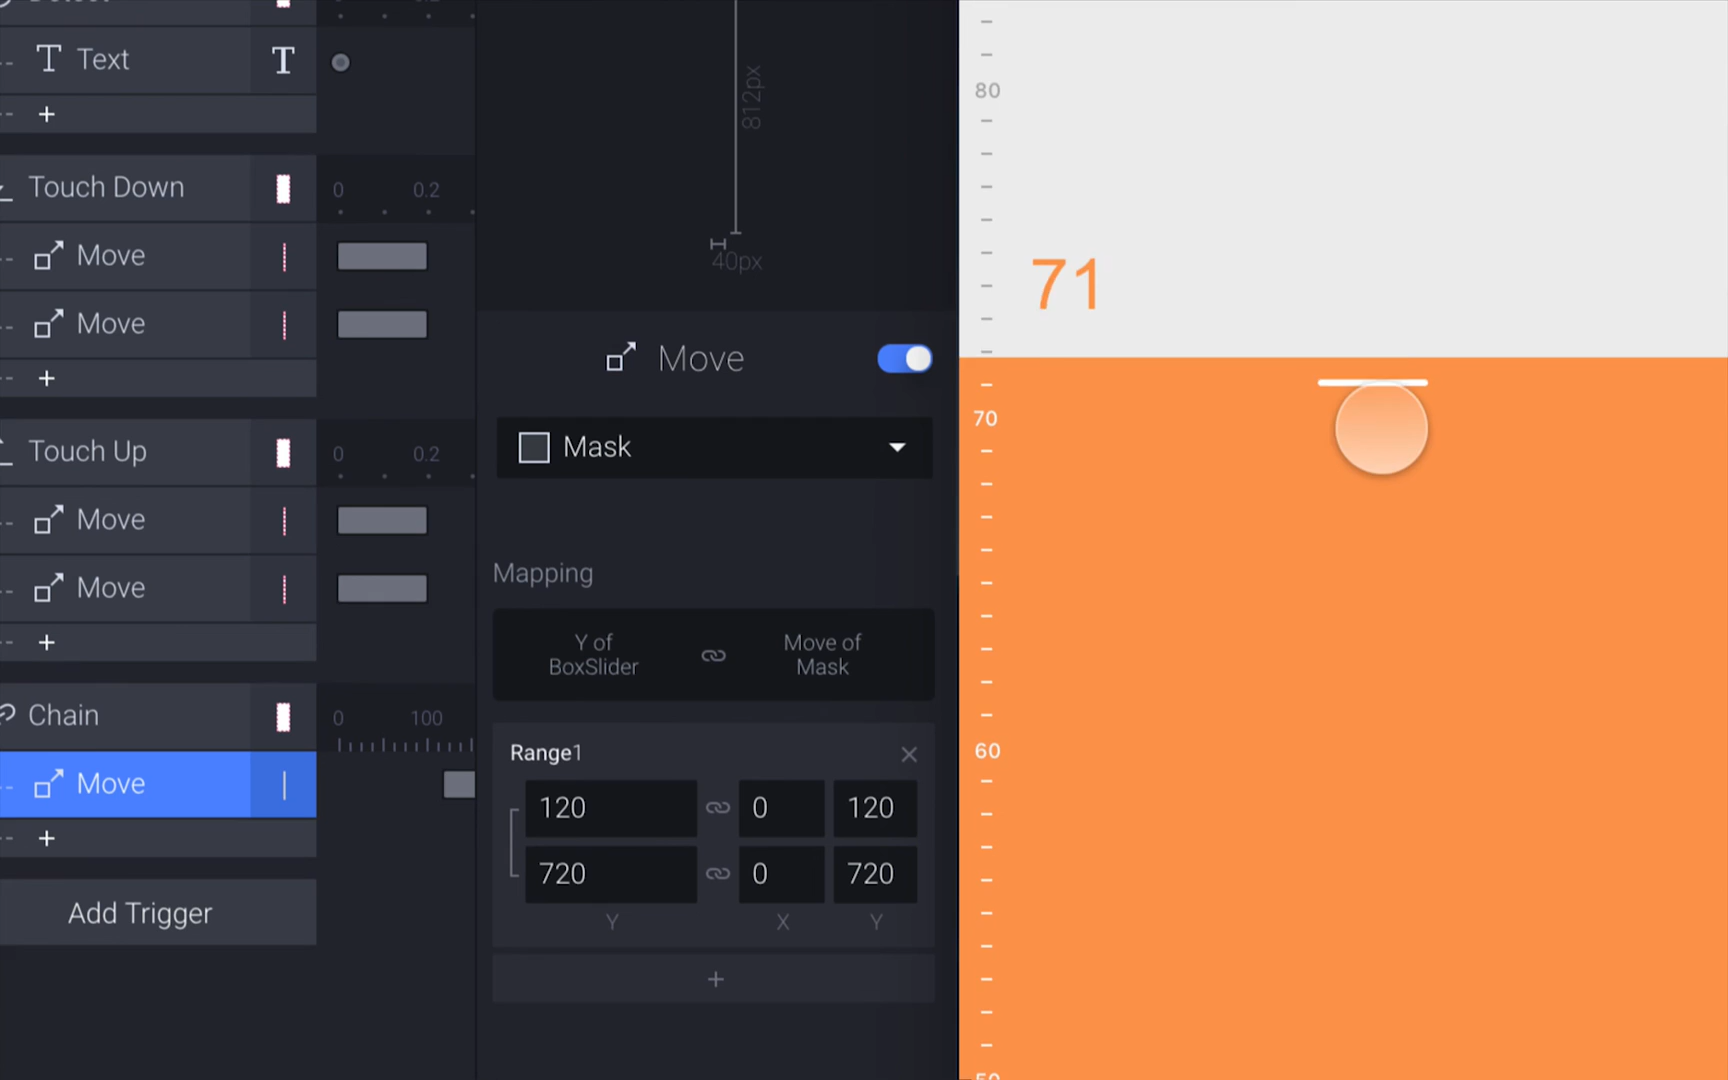 Text
T
+
Touch Down
0 0.2
Move
Move
+
Touch Up
0 0.2
Move
Move
+
Chain
0 100
Move
+
Add Trigger
812px
40px
Move
Mask
Mapping
Y of
BoxSlider
Move of
Mask
Range1
120 0 120
720 0 720
Y X Y
+
80
71
70
60